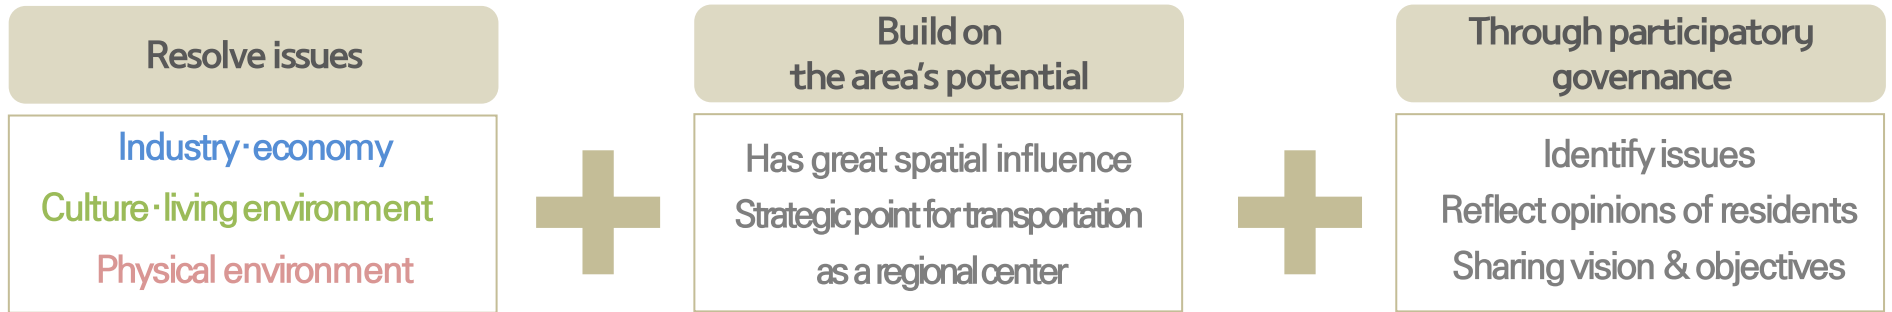 Resolve issues
Industry·economy
Culture·living environment
Physical environment
Build on
the area's potential
Has great spatial influence
Strategic point for transportation
as a regional center
Through participatory
governance
Identify issues
Reflect opinions of residents
Sharing vision & objectives